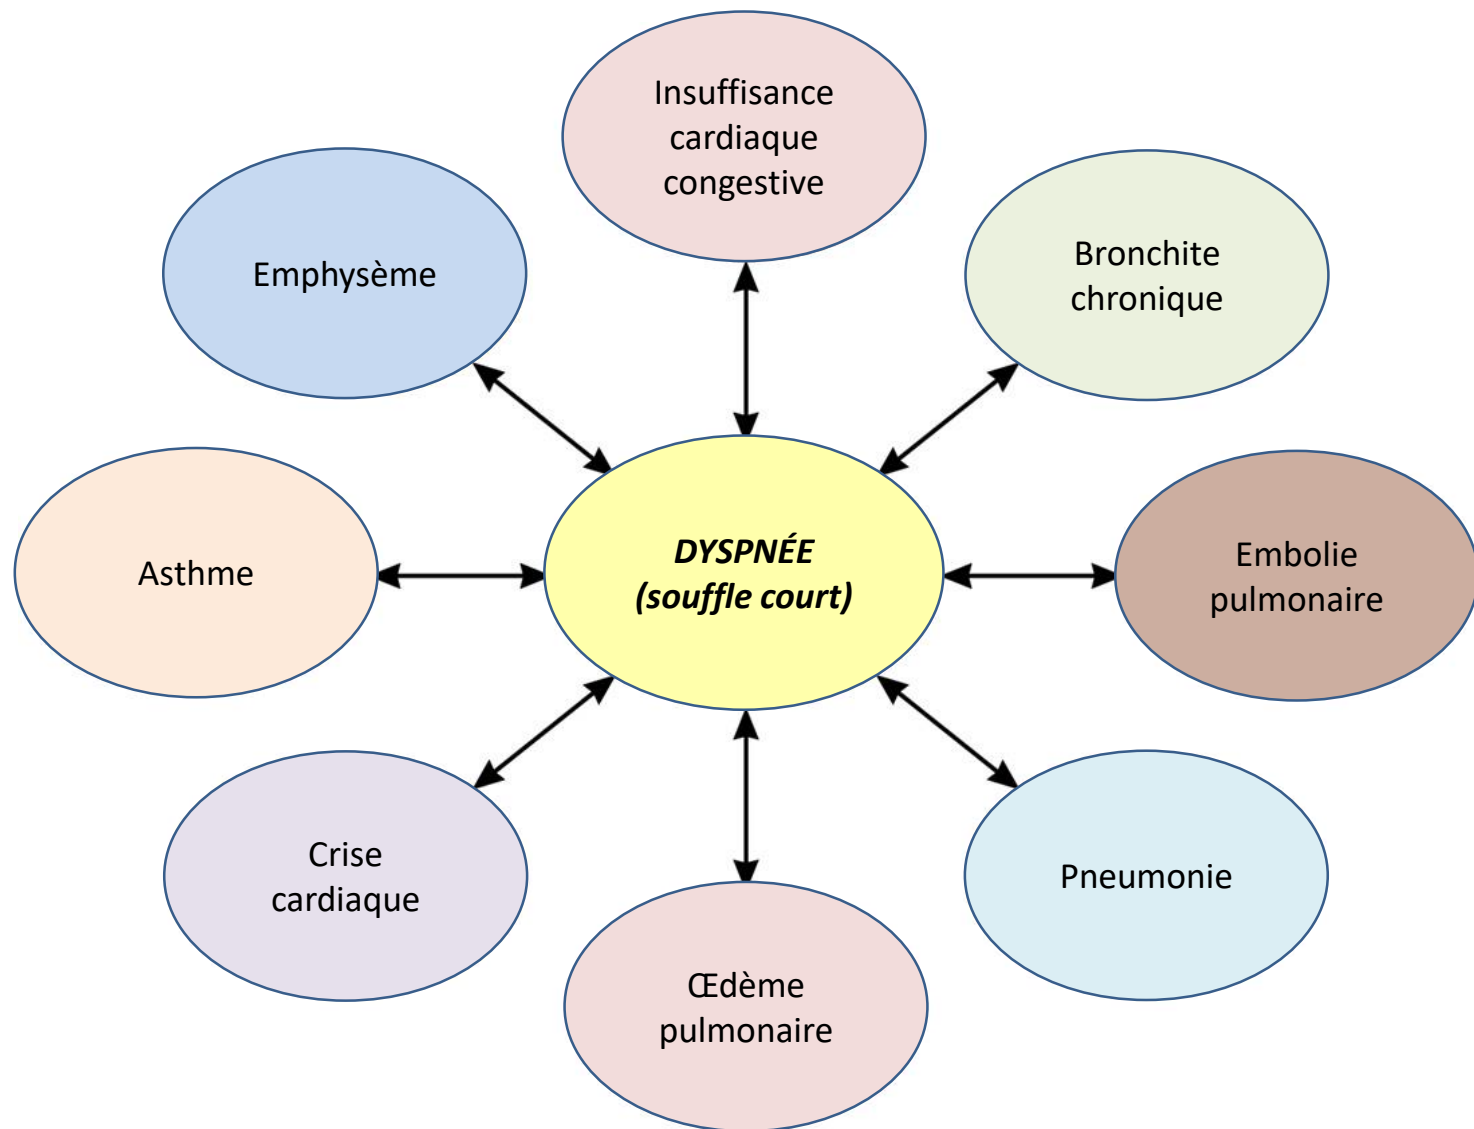 Insuffisance
cardiaque
congestive
Emphysème
Bronchite
chronique
Asthme
DYSPNÉE
(souffle court)
Embolie
pulmonaire
Crise
cardiaque
Pneumonie
Œdème
pulmonaire